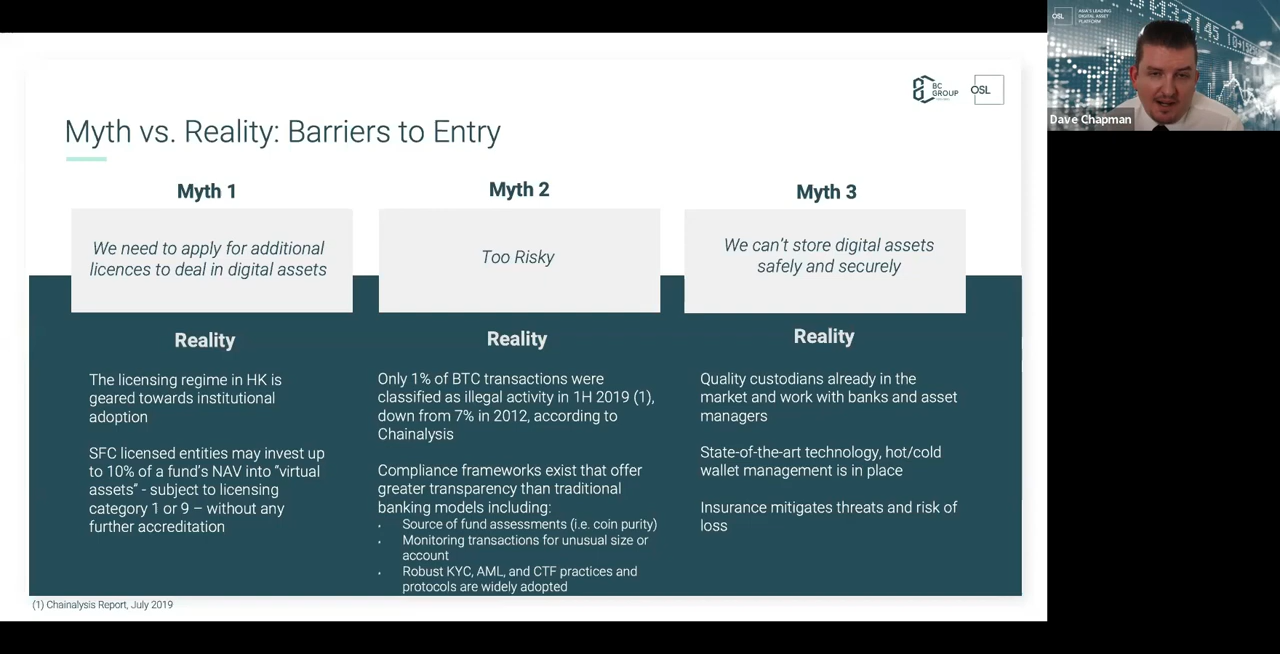 BC
GROUP
OSL
OSL
ASIA'S LEADING
DIGITAL ASSET
PLATFORM
Dave Chapman
Myth vs. Reality: Barriers to Entry
Myth 1
We need to apply for additional
licences to deal in digital assets
Reality
The licensing regime in HK is
geared towards institutional
adoption
SFC licensed entities may invest up
to 10% of a fund's NAV into "virtual
assets" - subject to licensing
category 1 or 9 – without any
further accreditation
Myth 2
Too Risky
Reality
Only 1% of BTC transactions were
classified as illegal activity in 1H 2019 (1),
down from 7% in 2012, according to
Chainalysis
Compliance frameworks exist that offer
greater transparency than traditional
banking models including:
· Source of fund assessments (i.e. coin purity)
· Monitoring transactions for unusual size or
account
· Robust KYC, AML, and CTF practices and
protocols are widely adopted
Myth 3
We can't store digital assets
safely and securely
Reality
Quality custodians already in the
market and work with banks and asset
managers
State-of-the-art technology, hot/cold
wallet management is in place
Insurance mitigates threats and risk of
loss
(1) Chainalysis Report, July 2019